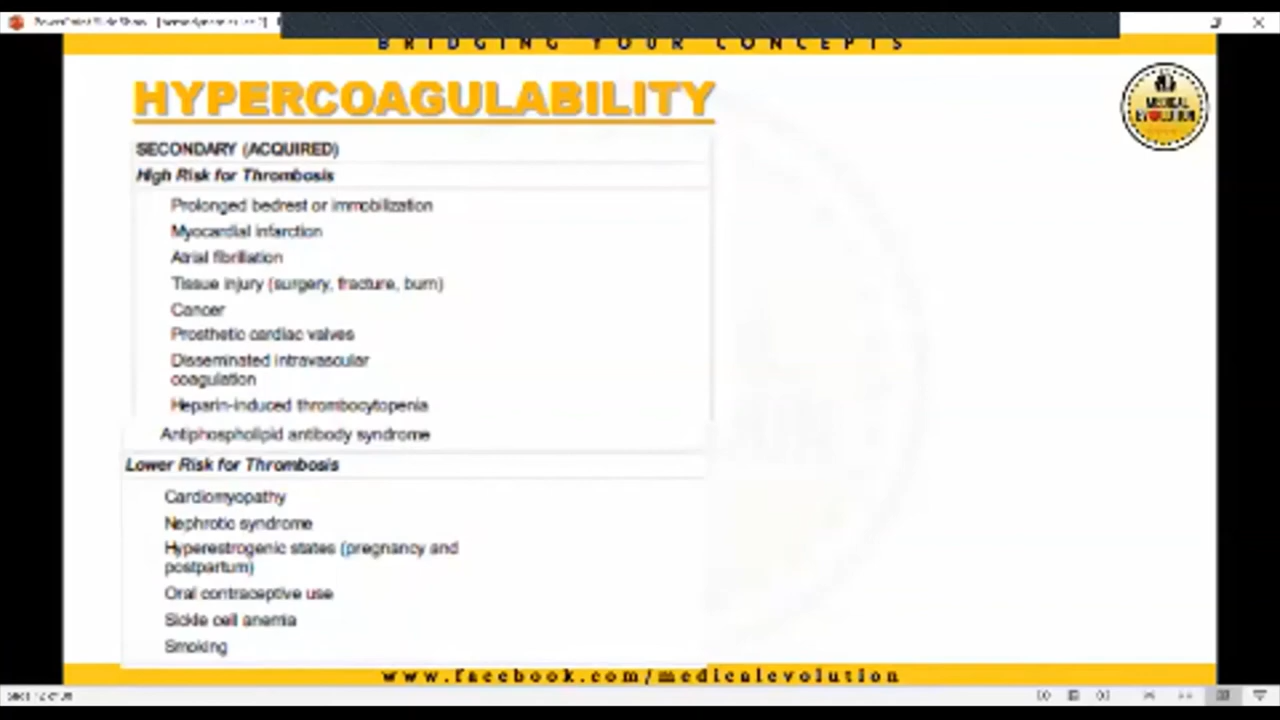 BRIDGING YOUR CONCEPTS
HYPERCOAGULABILITY
MEDICAL
EVOLUTION
SECONDARY (ACQUIRED)
High Risk for Thrombosis
Prolonged bedrest or immobilization
Myocardial infarction
Atrial fibrillation
Tissue injury (surgery, fracture, burn)
Cancer
Prosthetic cardiac valves
Disseminated intravascular
coagulation
Heparin-induced thrombocytopenia
Antiphospholipid antibody syndrome
Lower Risk for Thrombosis
Cardiomyopathy
Nephrotic syndrome
Hyperestrogenic states (pregnancy and
postpartum)
Oral contraceptive use
Sickle cell anemia
Smoking
www.facebook.com/medicalevolution